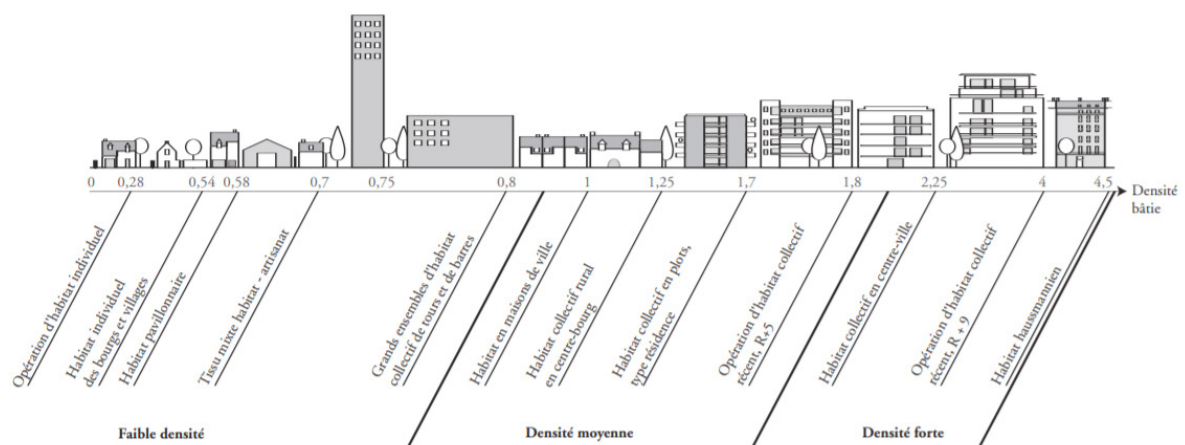 0
0,28
0,54
0,58
0,7
0,75
0,8
1
1,25
1,7
1,8
2,25
4
4,5
Densité
bâtie
Opération d'habitat individuel
Habitat individuel
des bourgs et villages
Habitat pavillonnaire
Tissu mixte habitat - artisanat
Grands ensembles d'habitat
collectif de tours et de barres
Habitat en maisons de ville
Habitat collectif rural
en centre-bourg
Habitat collectif en plots,
type résidence
Opération d'habitat collectif
récent, R+5
Habitat collectif en centre-ville
Opération d'habitat collectif
récent, R + 9
Habitat haussmannien
Faible densité
Densité moyenne
Densité forte